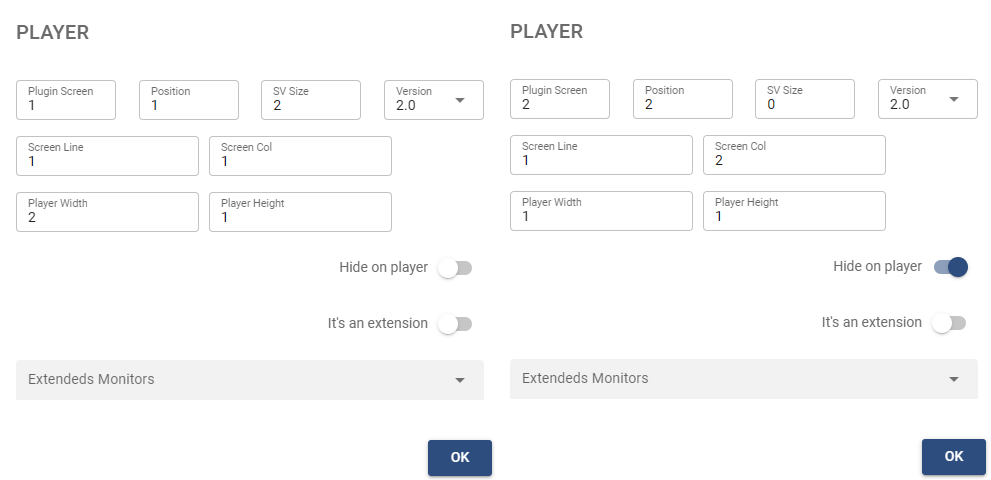 PLAYER
Plugin Screen Position SV Size Version
1 1 2 2.0
Screen Line Screen Col
1 1
Player Width Player Height
2 1
Hide on player
It's an extension
Extendeds Monitors
OK
PLAYER
Plugin Screen Position SV Size Version
2 2 0 2.0
Screen Line Screen Col
1 2
Player Width Player Height
1 1
Hide on player
It's an extension
Extendeds Monitors
OK